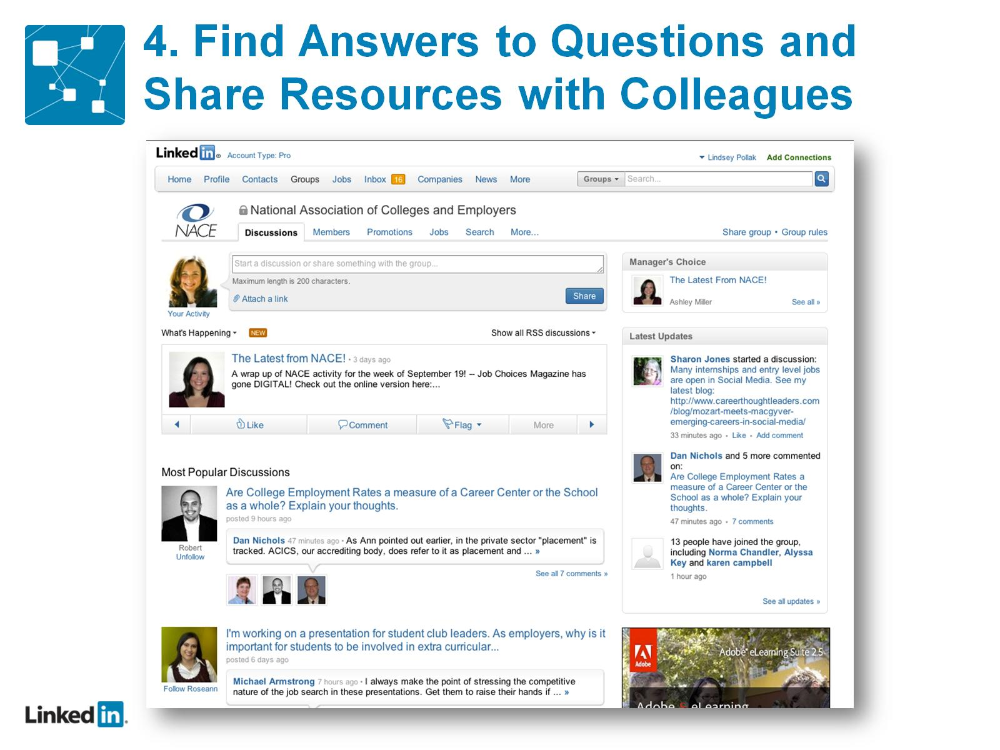 4. Find Answers to Questions and
Share Resources with Colleagues
Linked in Account Type: Pro
Lindsey Pollak Add Connections
Home Profile Contacts Groups Jobs Inbox 16 Companies News More
Groups Search...
NACE
National Association of Colleges and Employers
Discussions Members Promotions Jobs Search More...
Share group • Group rules
Start a discussion or share something with the group...
Maximum length is 200 characters.
Attach a link
Share
Your Activity
What's Happening NEW
Show all RSS discussions
The Latest from NACE! • 3 days ago
A wrap up of NACE activity for the week of September 19! -- Job Choices Magazine has
gone DIGITAL! Check out the online version here:...
Like Comment Flag More
Most Popular Discussions
Are College Employment Rates a measure of a Career Center or the School
as a whole? Explain your thoughts.
posted 9 hours ago
Robert
Unfollow
Dan Nichols 47 minutes ago • As Ann pointed out earlier, in the private sector "placement" is
tracked. ACICS, our accrediting body, does refer to it as placement and ... »
See all 7 comments »
I'm working on a presentation for student club leaders. As employers, why is it
important for students to be involved in extra curricular...
posted 6 days ago
Follow Roseann
Michael Armstrong 7 hours ago • I always make the point of stressing the competitive
nature of the job search in these presentations. Get them to raise their hands if ... »
Manager's Choice
The Latest From NACE!
Ashley Miller See all »
Latest Updates
Sharon Jones started a discussion:
Many internships and entry level jobs
are open in Social Media. See my
latest blog:
http://www.careerthoughtleaders.com
/blog/mozart-meets-macgyver-
emerging-careers-in-social-media/
33 minutes ago • Like • Add comment
Dan Nichols and 5 more commented
on:
Are College Employment Rates a
measure of a Career Center or the
School as a whole? Explain your
thoughts.
47 minutes ago • 7 comments
13 people have joined the group,
including Norma Chandler, Alyssa
Key and karen campbell
1 hour ago
See all updates »
Adobe
Adobe® eLearning Suite 2.5
Adobe & eLearning
Linked in